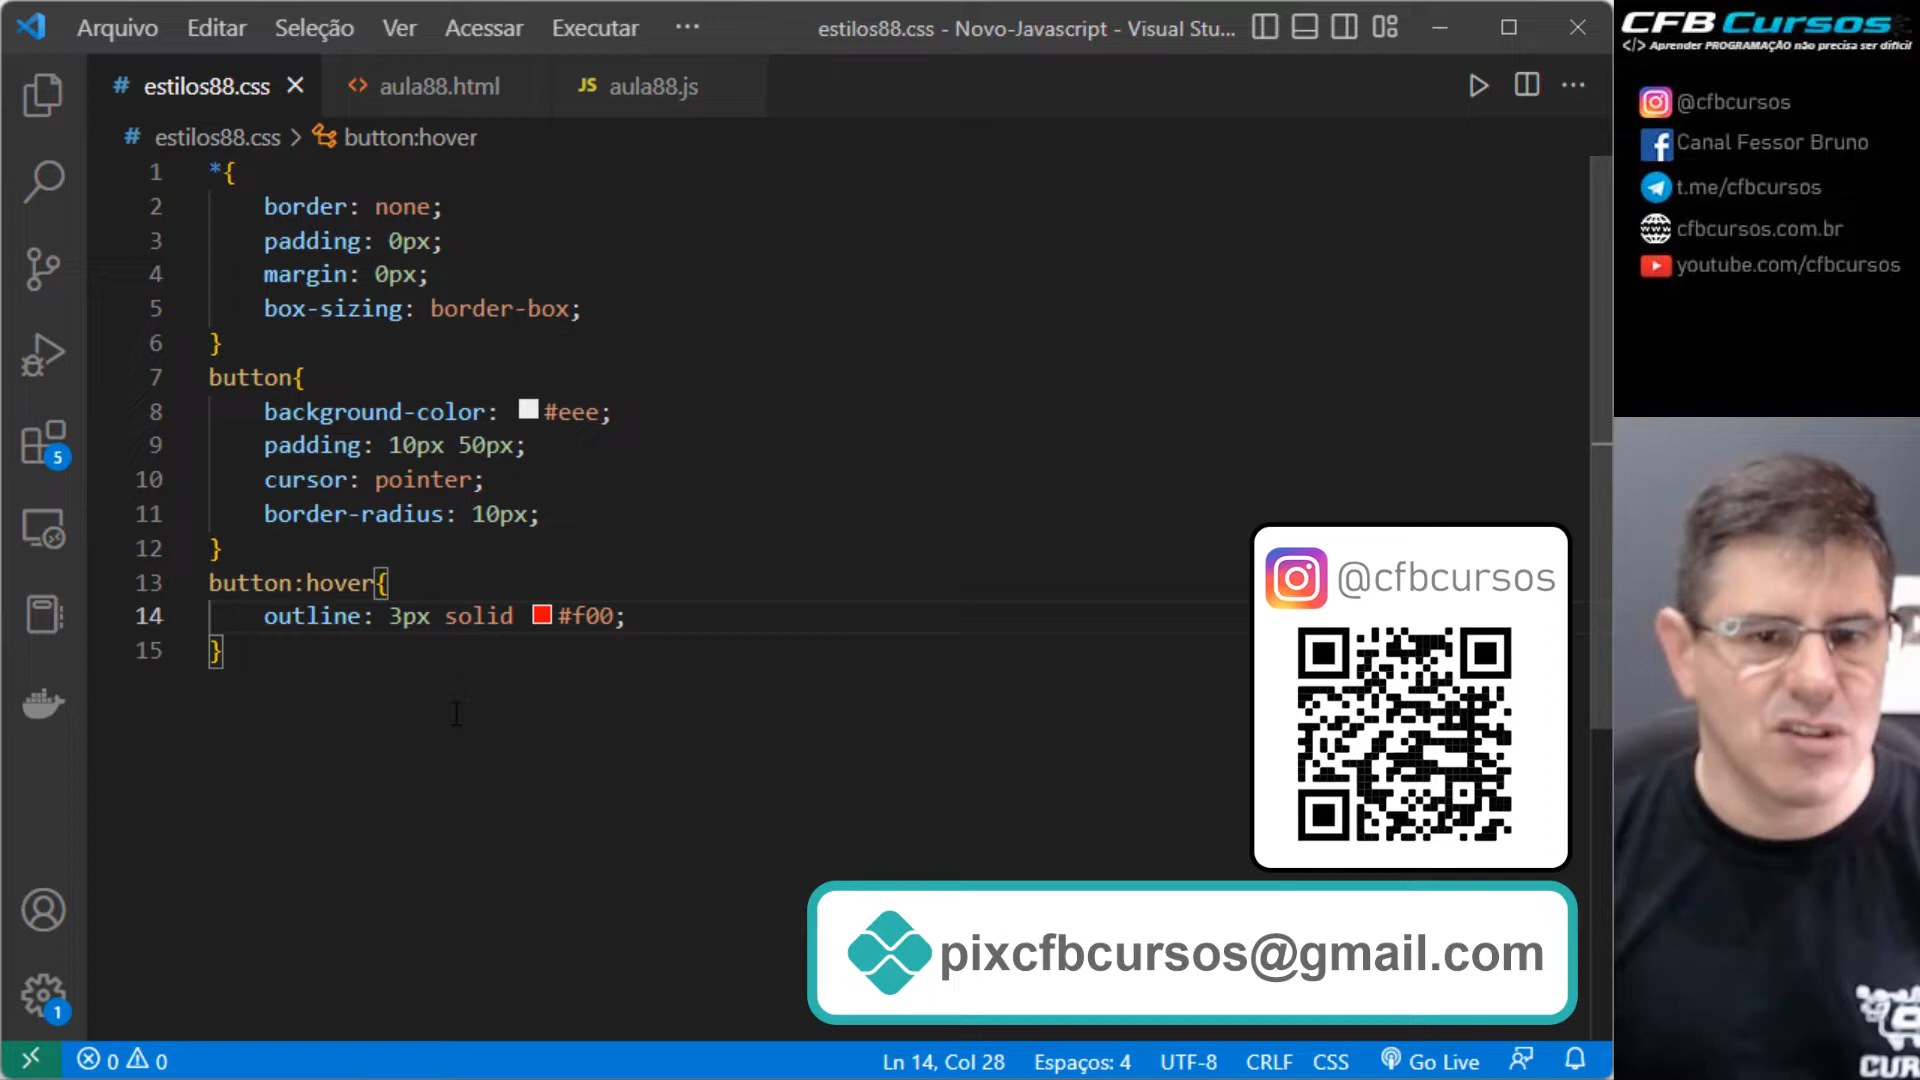 Arquivo Editar Seleção Ver Acessar Executar ··· estilos88.css - Novo-Javascript - Visual Stu...
# estilos88.css × <> aula88.html JS aula88.js
# estilos88.css > button:hover
1 *{
2 border: none;
3 padding: 0px;
4 margin: 0px;
5 box-sizing: border-box;
6 }
7 button{
8 background-color: #eee;
9 padding: 10px 50px;
10 cursor: pointer;
11 border-radius: 10px;
12 }
13 button:hover{
14 outline: 3px solid #f00;
15 }
5
1
0 0 Ln 14, Col 28 Espaços: 4 UTF-8 CRLF CSS Go Live
@cfbcursos
pixcfbcursos@gmail.com
CFB Cursos
</> Aprender PROGRAMAÇÃO não precisa ser difícil
@cfbcursos
Canal Fessor Bruno
t.me/cfbcursos
cfbcursos.com.br
youtube.com/cfbcursos